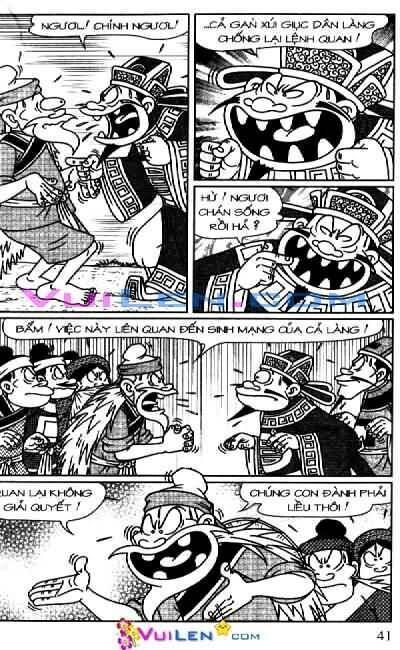 NGƯƠI! CHÍNH NGƯƠI!
...CẢ GAN XÚI GIỤC DÂN LÀNG
CHỐNG LẠI LỆNH QUAN!
HỪ! NGƯƠI
CHÁN SỐNG
RỒI HẢ?
VUILEN.COM
BẨM! VIỆC NÀY LIÊN QUAN ĐẾN SINH MẠNG CỦA CẢ LÀNG!
QUAN LẠI KHÔNG
GIẢI QUYẾT!
CHÚNG CON ĐÀNH PHẢI
LIỀU THÔI!
41
VUILEN.COM